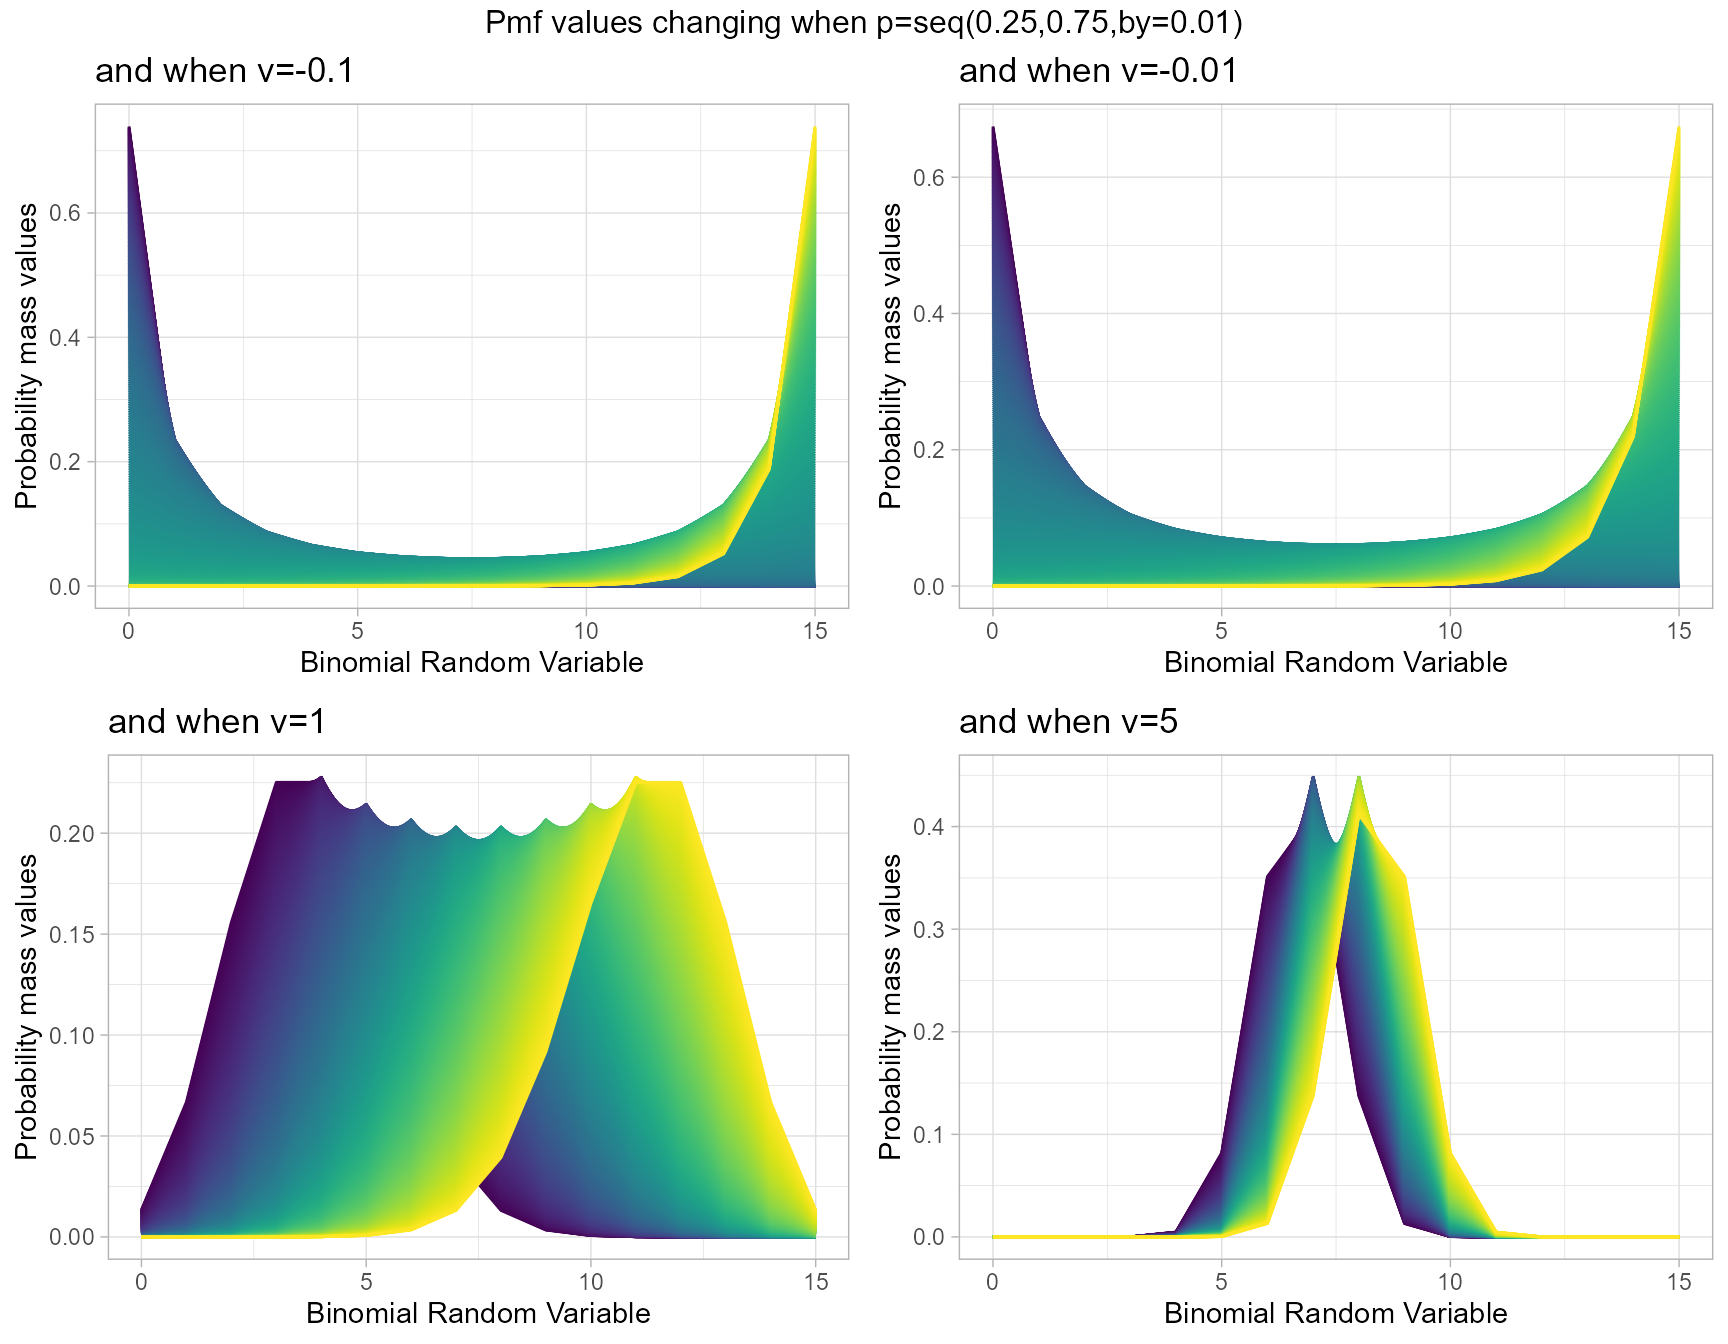 Pmf values changing when p=seq(0.25,0.75,by=0.01)
and when v=-0.1
Probability mass values
0.6
0.4
0.2
0.0
0 5 10 15
Binomial Random Variable
and when v=-0.01
Probability mass values
0.6
0.4
0.2
0.0
0 5 10 15
Binomial Random Variable
and when v=1
Probability mass values
0.20
0.15
0.10
0.05
0.00
0 5 10 15
Binomial Random Variable
and when v=5
Probability mass values
0.4
0.3
0.2
0.1
0.0
0 5 10 15
Binomial Random Variable